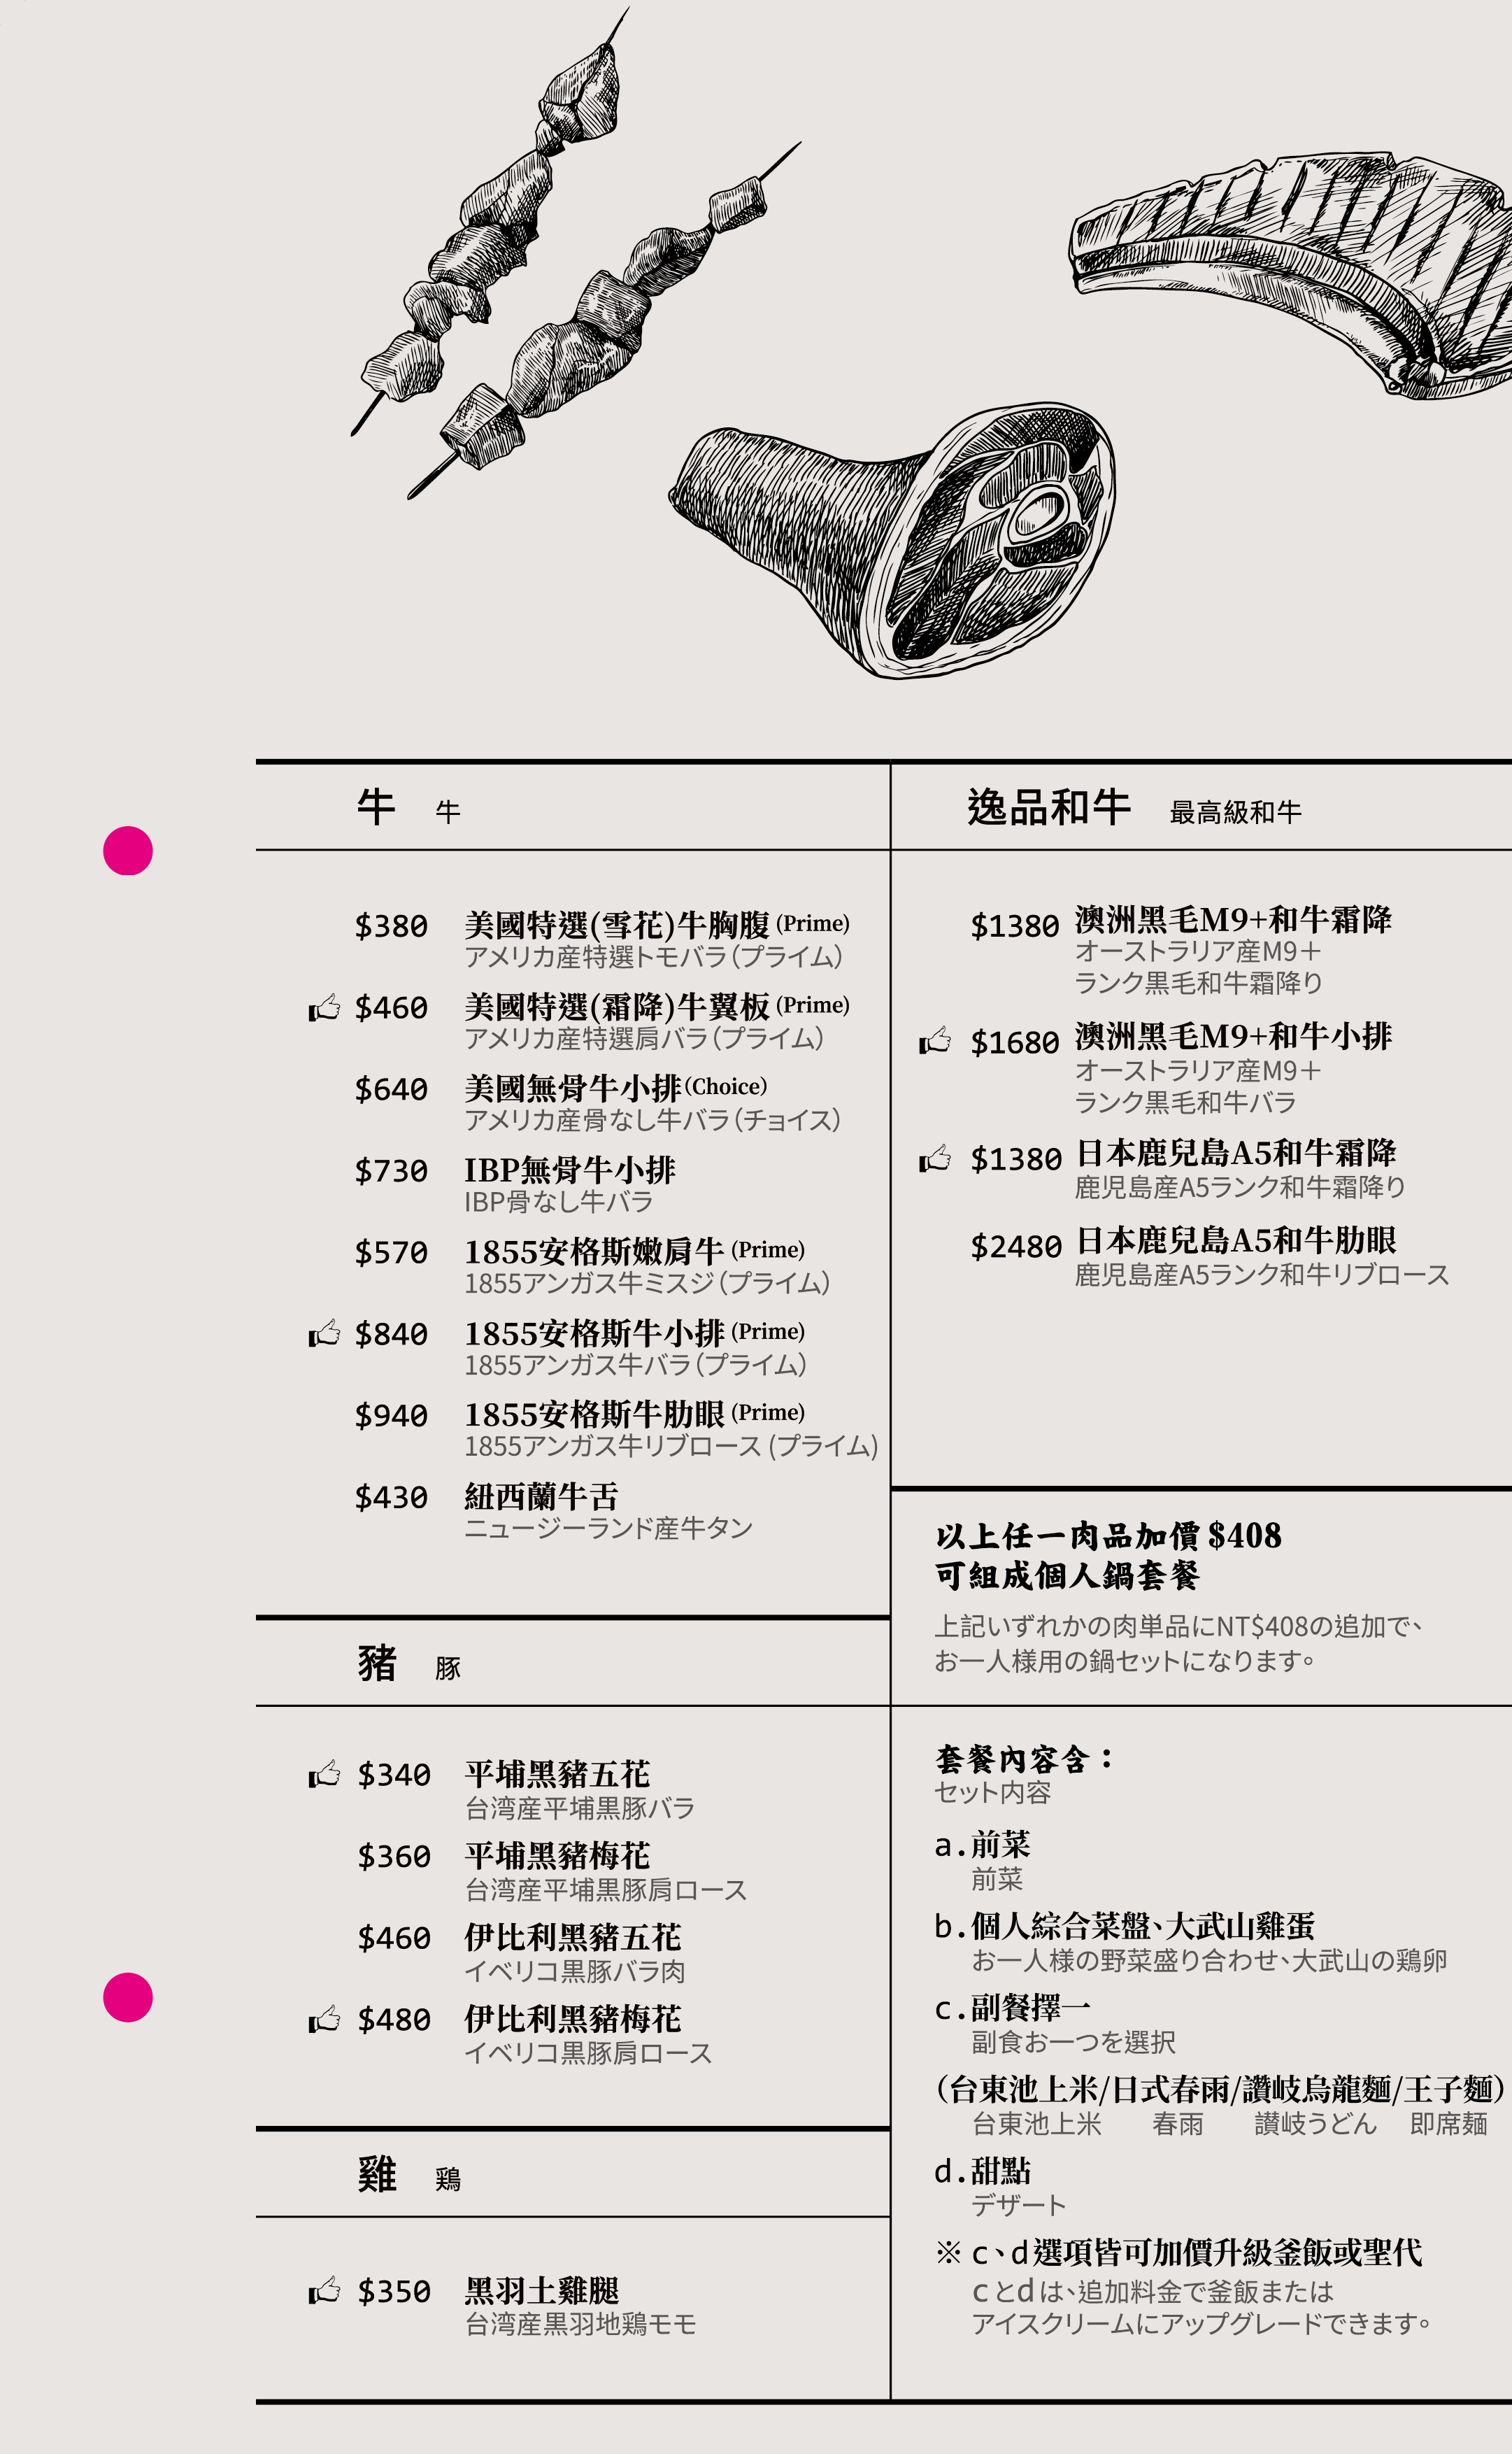 牛 牛
$380 美國特選(雪花)牛胸腹 (Prime)
アメリカ産特選トモバラ(プライム)
$460 美國特選(霜降)牛翼板 (Prime)
アメリカ産特選肩バラ(プライム)
$640 美國無骨牛小排(Choice)
アメリカ産骨なし牛バラ(チョイス)
$730 IBP無骨牛小排
IBP骨なし牛バラ
$570 1855安格斯嫩肩牛 (Prime)
1855アンガス牛ミスジ(プライム)
$840 1855安格斯牛小排 (Prime)
1855アンガス牛バラ(プライム)
$940 1855安格斯牛肋眼 (Prime)
1855アンガス牛リブロース (プライム)
$430 紐西蘭牛舌
ニュージーランド産牛タン
豬 豚
$340 平埔黑豬五花
台湾産平埔黒豚バラ
$360 平埔黑豬梅花
台湾産平埔黒豚肩ロース
$460 伊比利黑豬五花
イベリコ黒豚バラ肉
$480 伊比利黑豬梅花
イベリコ黒豚肩ロース
雞 鶏
$350 黑羽土雞腿
台湾産黒羽地鶏モモ
逸品和牛 最高級和牛
$1380 澳洲黑毛M9+和牛霜降
オーストラリア産M9＋
ランク黒毛和牛霜降り
$1680 澳洲黑毛M9+和牛小排
オーストラリア産M9＋
ランク黒毛和牛バラ
$1380 日本鹿兒島A5和牛霜降
鹿児島産A5ランク和牛霜降り
$2480 日本鹿兒島A5和牛肋眼
鹿児島産A5ランク和牛リブロース
以上任一肉品加價 $408
可組成個人鍋套餐
上記いずれかの肉単品にNT$408の追加で、
お一人様用の鍋セットになります。
套餐內容含：
セット内容
a.前菜
前菜
b.個人綜合菜盤、大武山雞蛋
お一人様の野菜盛り合わせ、大武山の鶏卵
c.副餐擇一
副食お一つを選択
(台東池上米/日式春雨/讚岐烏龍麵/王子麵)
台東池上米 春雨 讃岐うどん 即席麺
d.甜點
デザート
※ c、d選項皆可加價升級釜飯或聖代
cとdは、追加料金で釜飯または
アイスクリームにアップグレードできます。